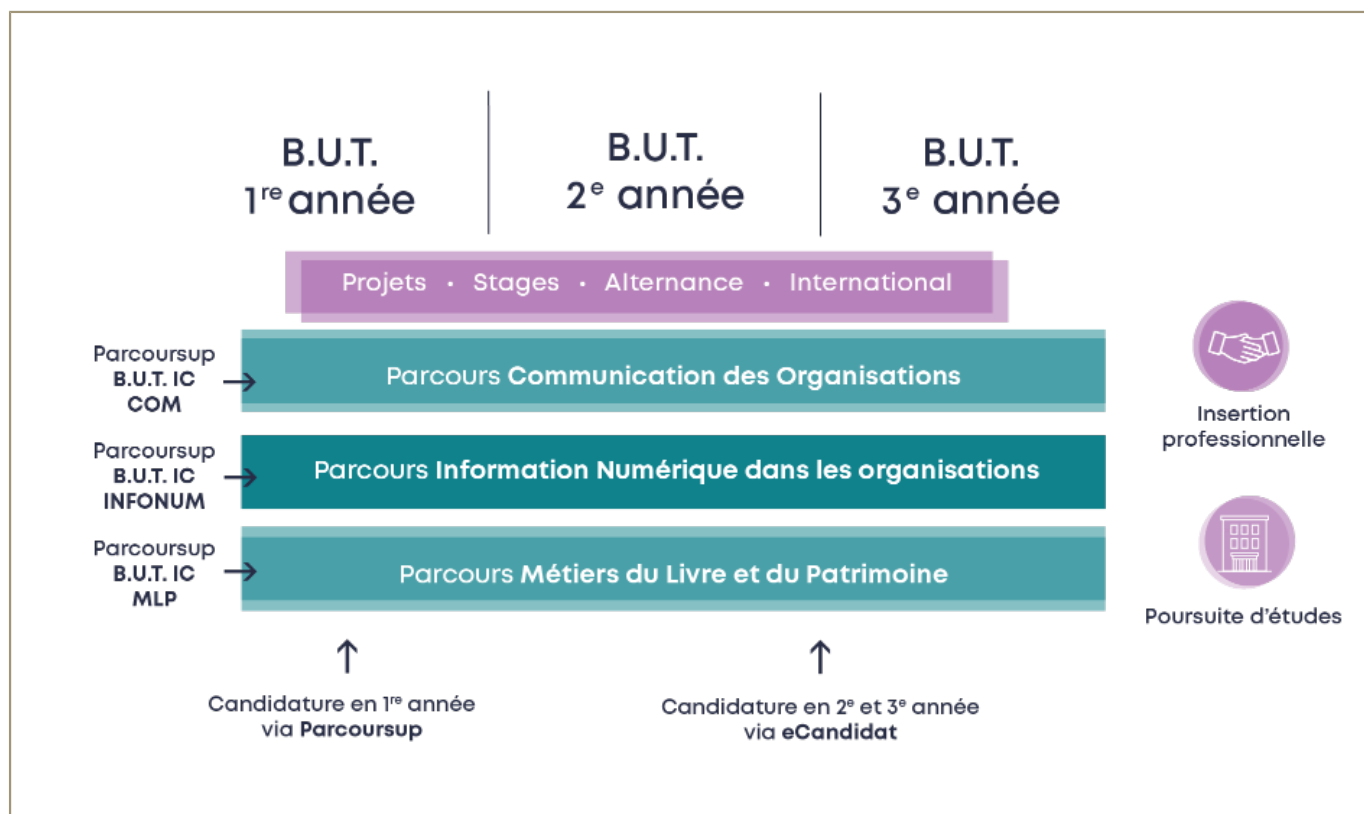 B.U.T.
1re année
B.U.T.
2e année
B.U.T.
3e année
Projets · Stages · Alternance · International
Parcoursup
B.U.T. IC
COM
Parcours Communication des Organisations
Parcoursup
B.U.T. IC
INFONUM
Parcours Information Numérique dans les organisations
Parcoursup
B.U.T. IC
MLP
Parcours Métiers du Livre et du Patrimoine
Insertion
professionnelle
Poursuite d'études
Candidature en 1re année
via Parcoursup
Candidature en 2e et 3e année
via eCandidat